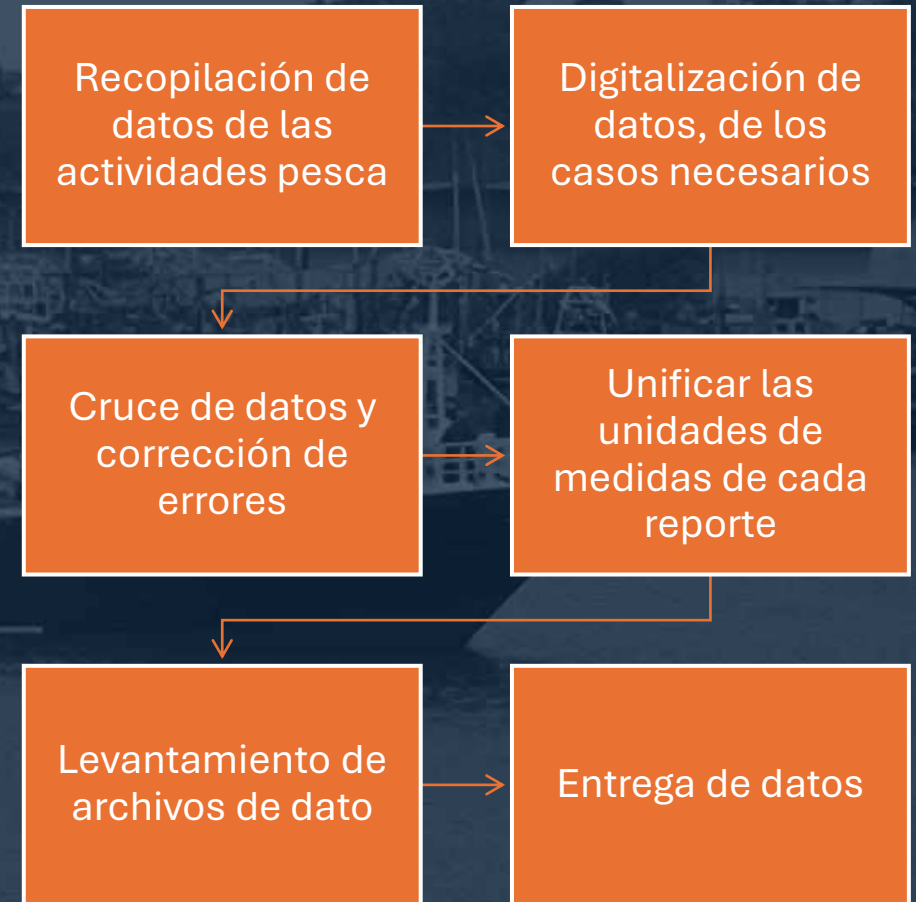 Recopilación de
datos de las
actividades pesca
Digitalización de
datos, de los
casos necesarios
Cruce de datos y
corrección de
errores
Unificar las
unidades de
medidas de cada
reporte
Levantamiento de
archivos de dato
Entrega de datos